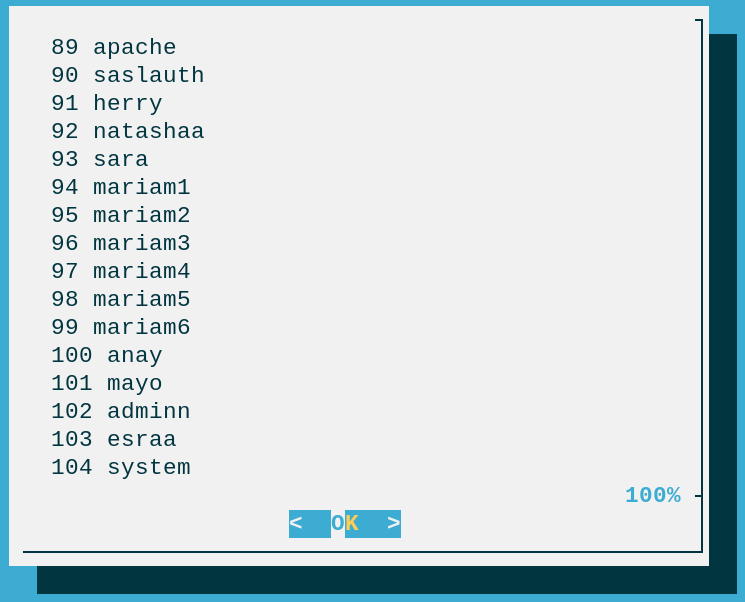 89 apache
90 saslauth
91 herry
92 natashaa
93 sara
94 mariam1
95 mariam2
96 mariam3
97 mariam4
98 mariam5
99 mariam6
100 anay
101 mayo
102 adminn
103 esraa
104 system
100%
<  OK  >